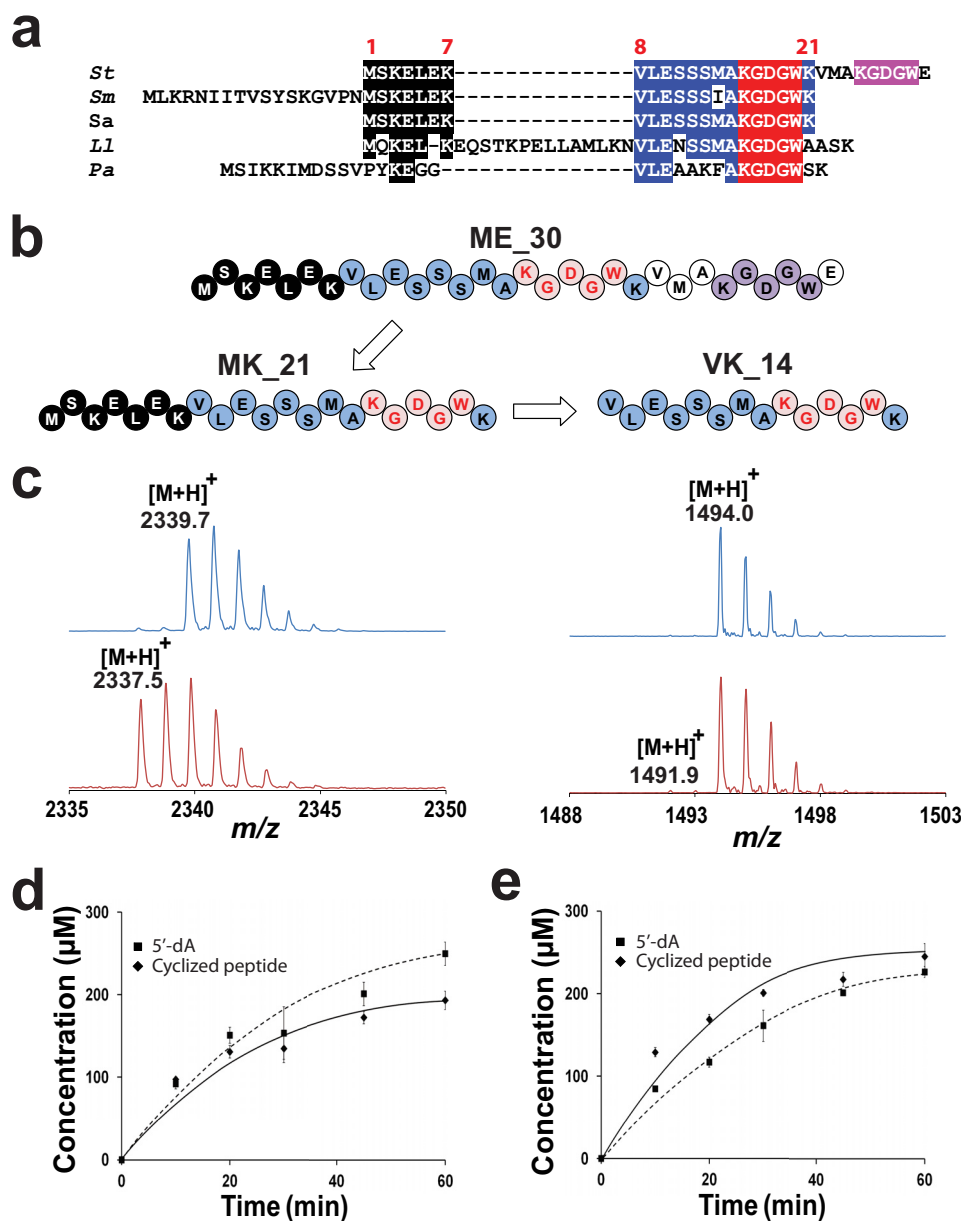 a
1 7 8 21
St MSKELEK--------------VLESSSMAKGDGWKVMAKGDGWE
Sm MLKRNIITVSYSKGVPNMSKELEK--------------VLESSSIAKGDGWK
Sa MSKELEK--------------VLESSSMAKGDGWK
Ll MQKEL-KEQSTKPELLAMLKNVLENSSMAKGDGWAASK
Pa MSIKKIMDSSVPYKEGG--------------VLEAAKFAKGDGWSK
b
ME_30
M S K E L E K V L E S S S M A K G D G W K V M A K G D G W E
MK_21
VK_14
M S K E L E K V L E S S S M A K G D G W K
V L E S S S M A K G D G W K
c
[M+H]+
2339.7
[M+H]+
1494.0
[M+H]+
2337.5
[M+H]+
1491.9
2335 2340 2345 2350
m/z
1488 1493 1498 1503
m/z
d
Concentration (µM)
300
200
100
0
5'-dA
Cyclized peptide
0 20 40 60
Time (min)
e
Concentration (µM)
300
200
100
0
5'-dA
Cyclized peptide
0 20 40 60
Time (min)